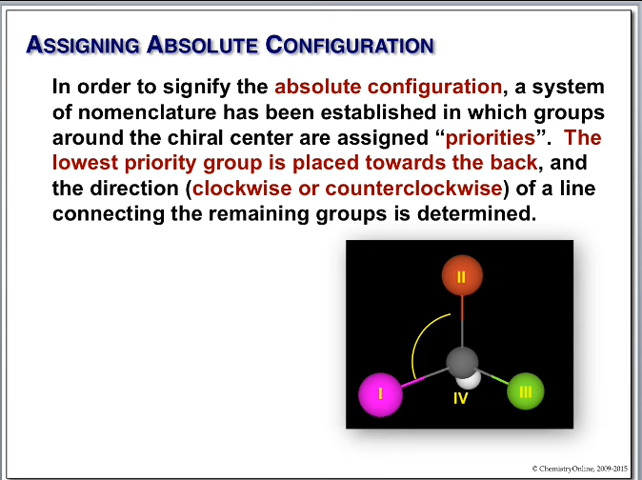 ASSIGNING ABSOLUTE CONFIGURATION
In order to signify the absolute configuration, a system
of nomenclature has been established in which groups
around the chiral center are assigned “priorities”.  The
lowest priority group is placed towards the back, and
the direction (clockwise or counterclockwise) of a line
connecting the remaining groups is determined.
II
I
III
IV
© ChemistryOnline, 2009-2015